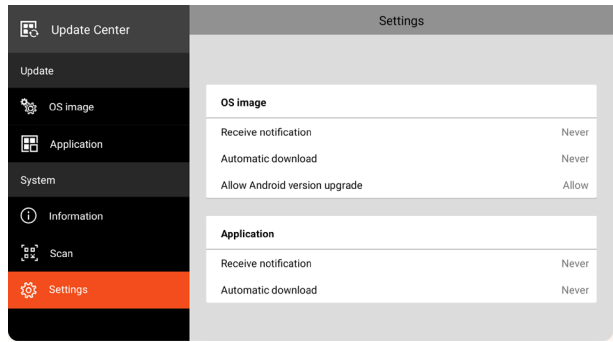 Update Center
Update
OS image
Application
System
Information
Scan
Settings
Settings
OS image
Receive notification Never
Automatic download Never
Allow Android version upgrade Allow
Application
Receive notification Never
Automatic download Never